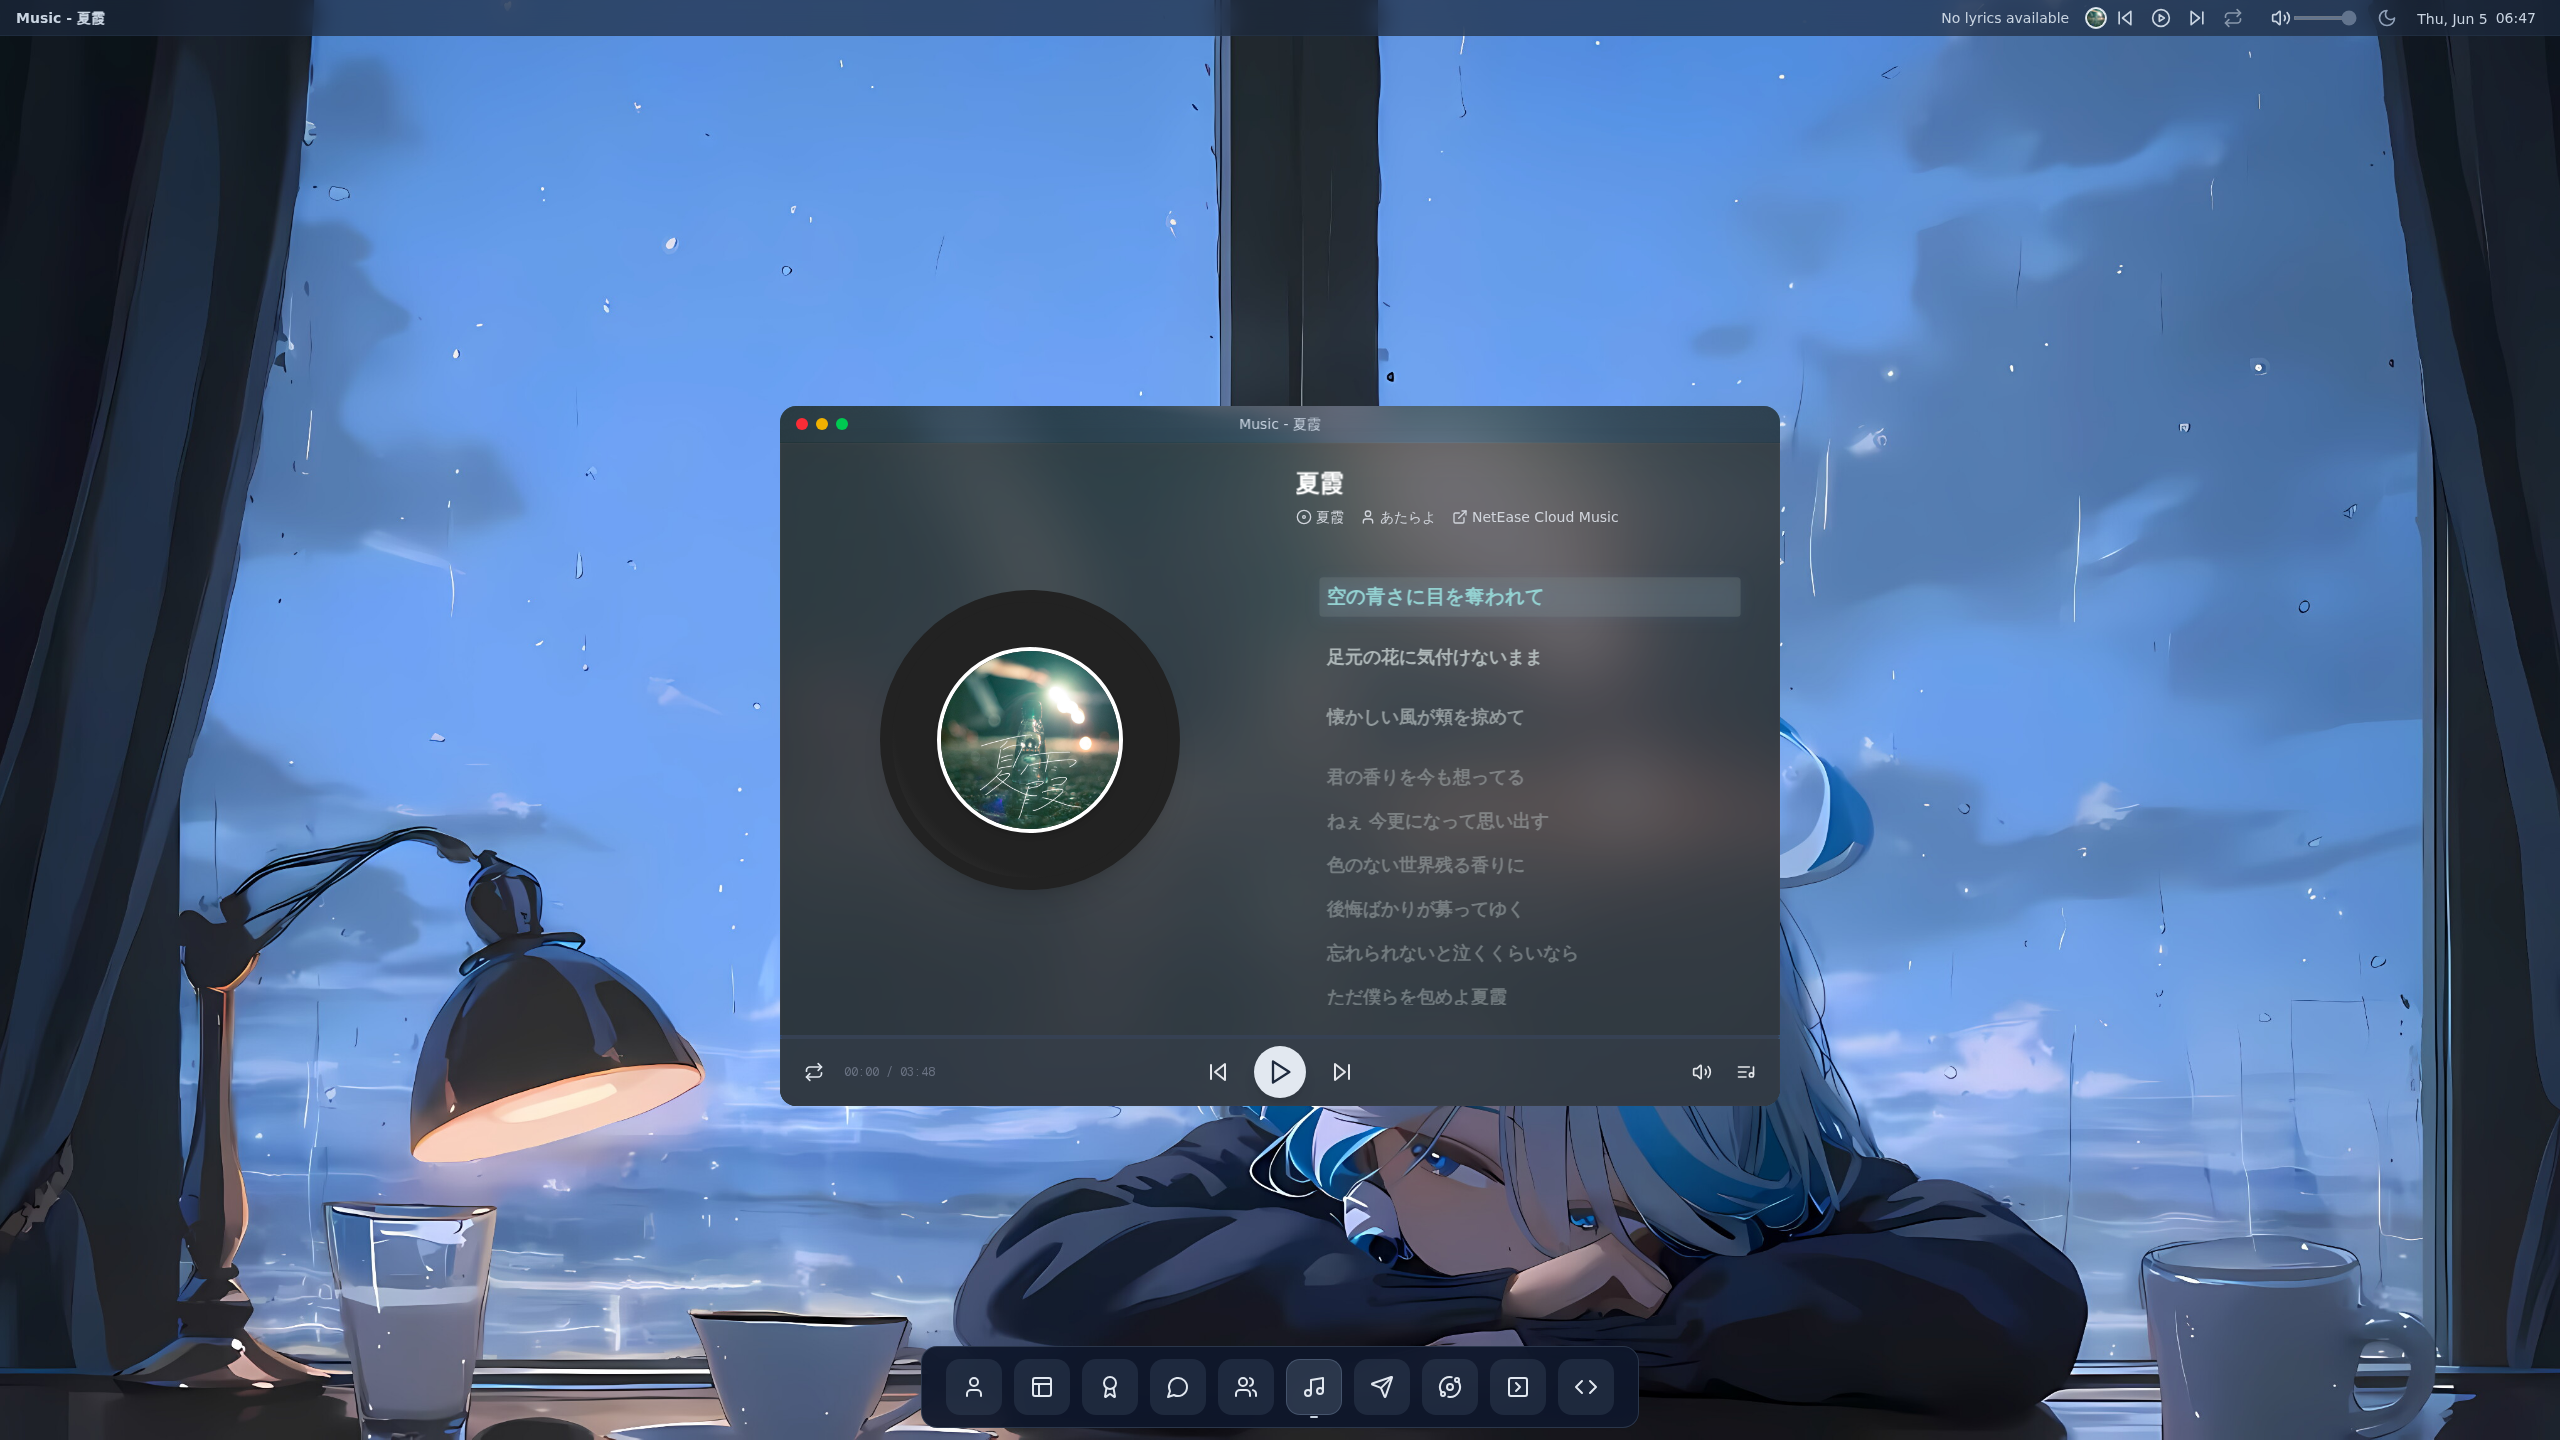 Music - 夏霞
No lyrics available
Thu, Jun 5 06:47
Music - 夏霞
夏霞
夏霞 あたらよ NetEase Cloud Music
空の青さに目を奪われて
足元の花に気付けないまま
懐かしい風が頬を掠めて
君の香りを今も想ってる
ねぇ 今更になって思い出す
色のない世界残る香りに
後悔ばかりが募ってゆく
忘れられないと泣くくらいなら
ただ僕らを包めよ夏霞
夏霞
00:00 / 03:48